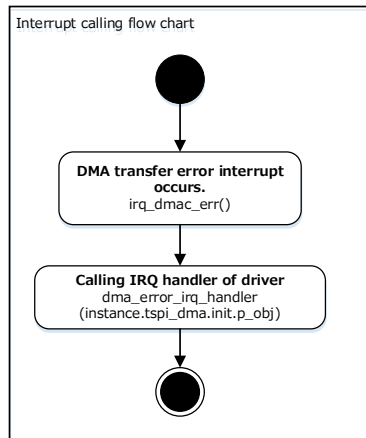 Interrupt calling flow chart
DMA transfer error interrupt
occurs.
irq_dmac_err()
Calling IRQ handler of driver
dma_error_irq_handler
(instance.tspi_dma.init.p_obj)